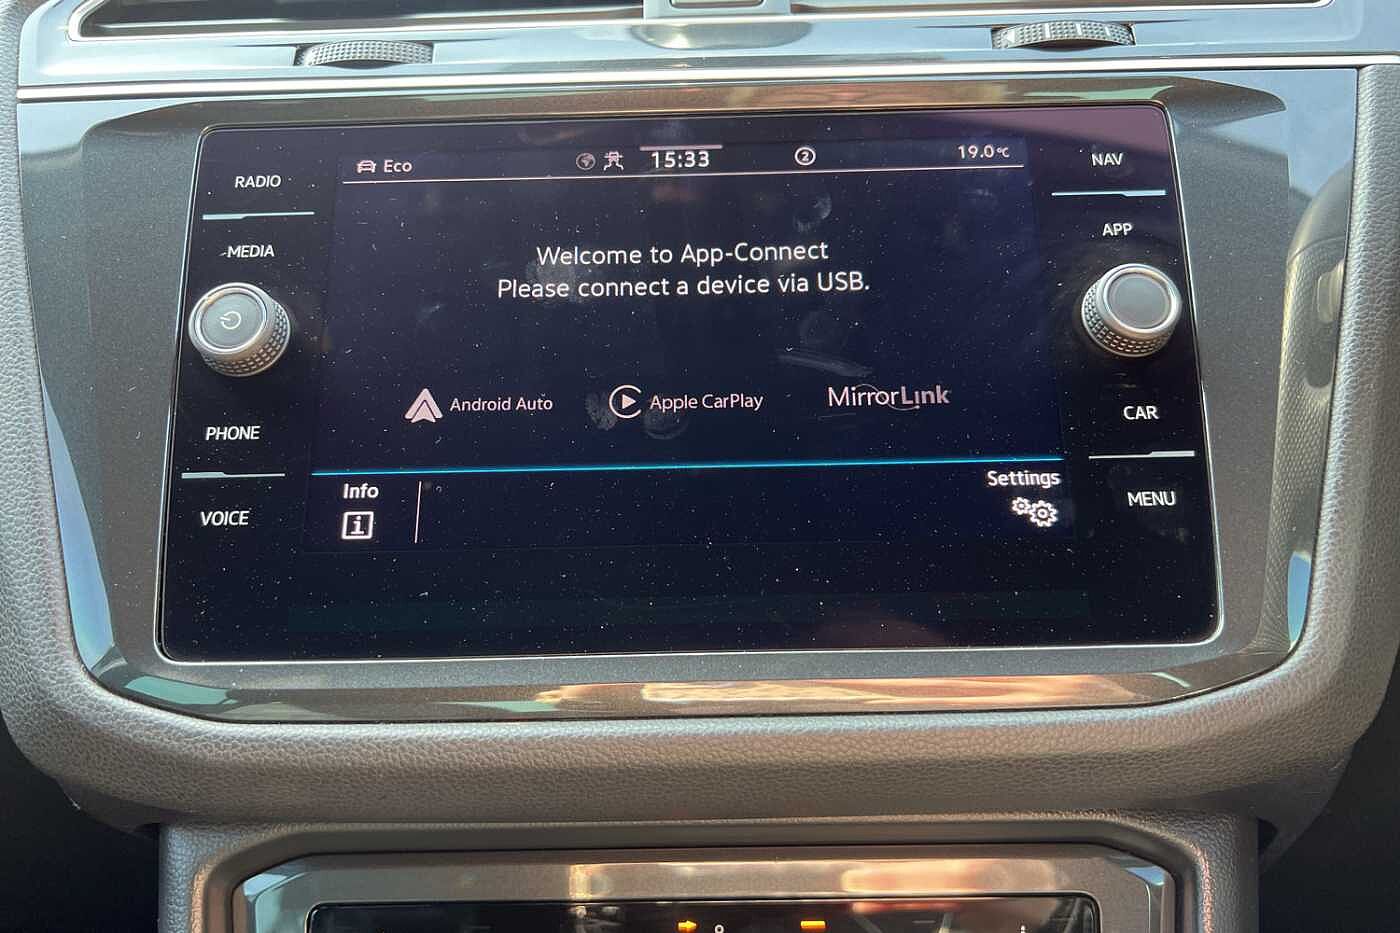 Eco 15:33 2 19.0°C
RADIO
MEDIA
PHONE
VOICE
Welcome to App-Connect
Please connect a device via USB.
Android Auto Apple CarPlay MirrorLink
Info Settings
i
NAV
APP
CAR
MENU